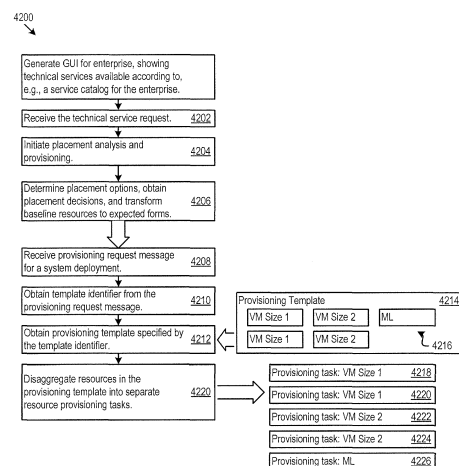 4200
Generate GUI for enterprise, showing
technical services available according to,
e.g., a service catalog for the enterprise.
Receive the technical service request. 4202
Initiate placement analysis and
provisioning. 4204
Determine placement options, obtain
placement decisions, and transform
baseline resources to expected forms. 4206
Receive provisioning request message
for a system deployment. 4208
Obtain template identifier from the
provisioning request message. 4210
Obtain provisioning template specified by
the template identifier. 4212
Provisioning Template 4214
VM Size 1 VM Size 2 ML
VM Size 1 VM Size 2 4216
Disaggregate resources in the
provisioning template into separate
resource provisioning tasks. 4220
Provisioning task: VM Size 1 4218
Provisioning task: VM Size 1 4220
Provisioning task: VM Size 2 4222
Provisioning task: VM Size 2 4224
Provisioning task: ML 4226